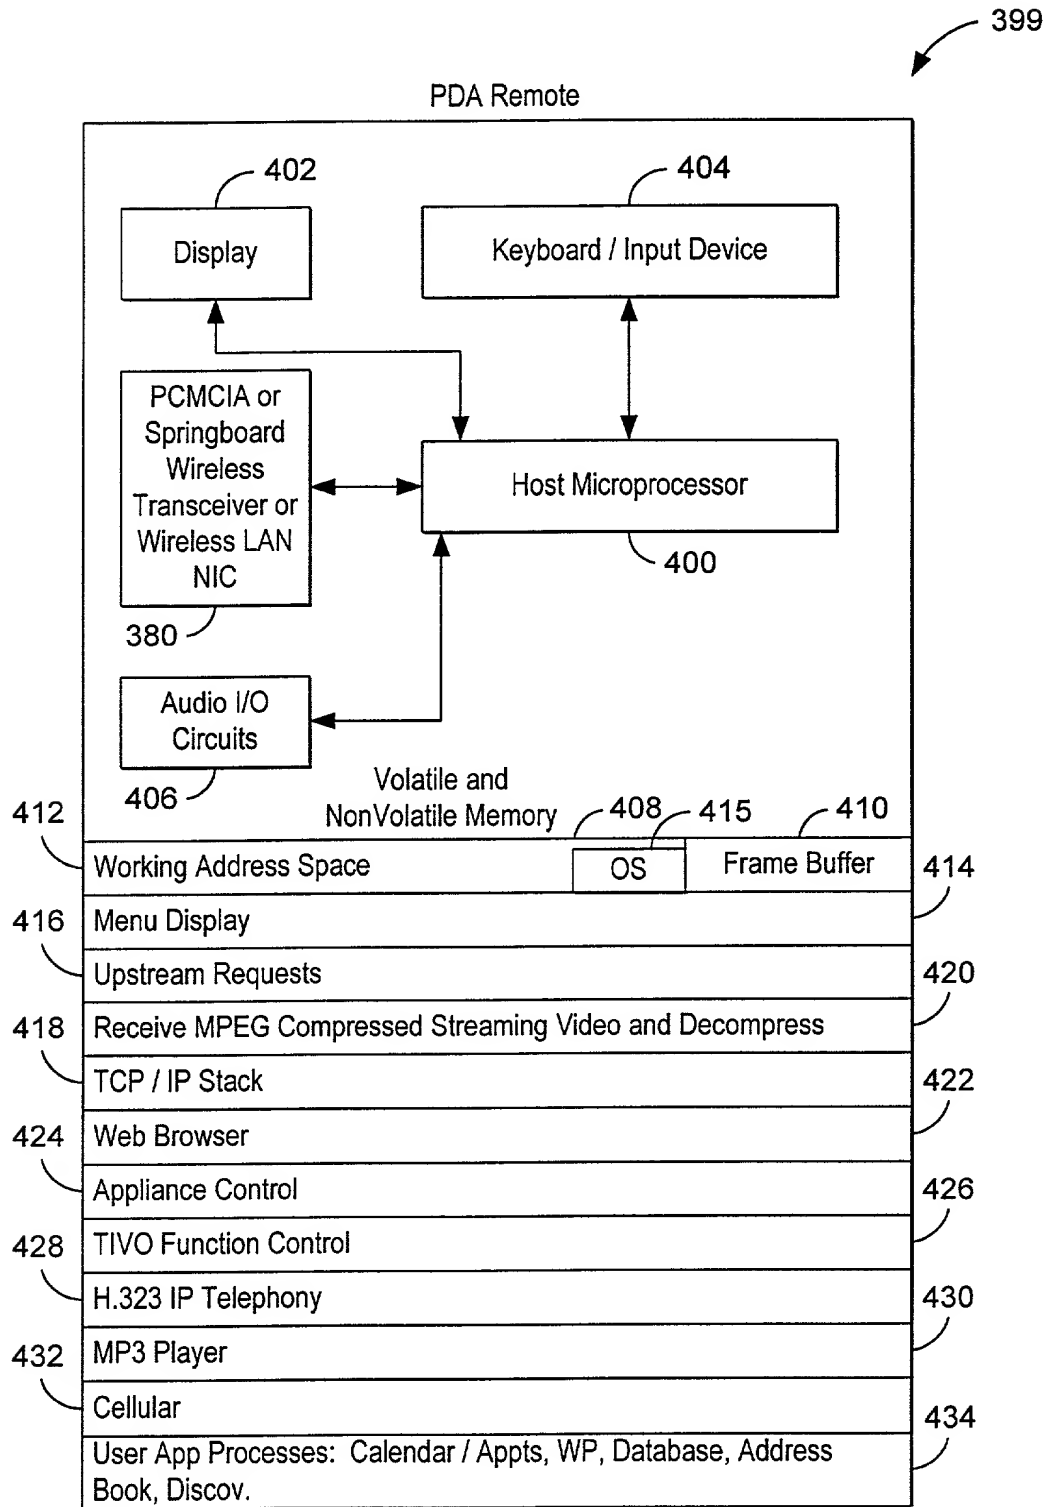 399
PDA Remote
402
404
Display
Keyboard / Input Device
PCMCIA or
Springboard
Wireless
Transceiver or
Wireless LAN
NIC
Host Microprocessor
400
380
Audio I/O
Circuits
406
Volatile and
NonVolatile Memory
408
415
410
412
Working Address Space
OS
Frame Buffer
414
Menu Display
416
Upstream Requests
420
Receive MPEG Compressed Streaming Video and Decompress
418
TCP / IP Stack
422
Web Browser
424
Appliance Control
426
TIVO Function Control
428
H.323 IP Telephony
430
MP3 Player
432
Cellular
434
User App Processes: Calendar / Appts, WP, Database, Address
Book, Discov.